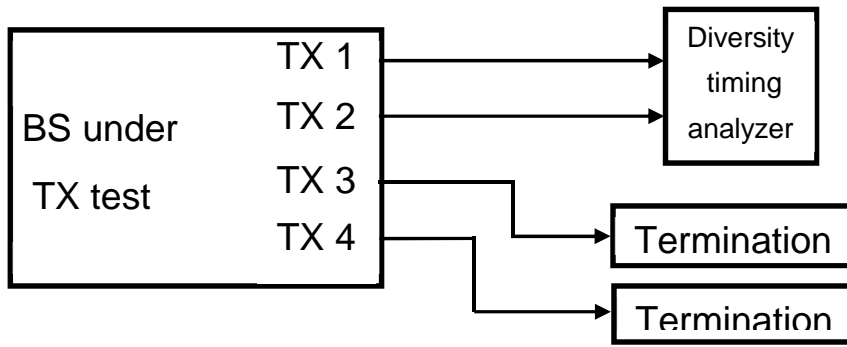 BS under
TX test
TX 1
TX 2
TX 3
TX 4
Diversity
timing
analyzer
Termination
Termination